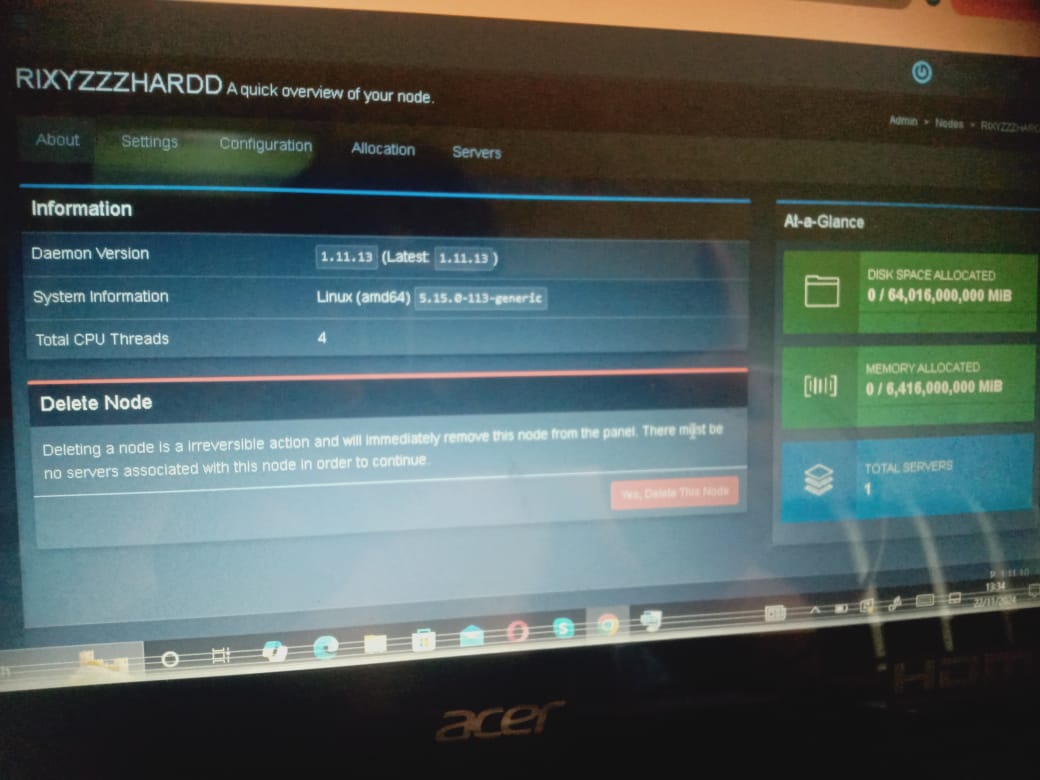 RIXYZZZHARDD A quick overview of your node.
Admin > Nodes >
About Settings Configuration Allocation Servers
Information
Daemon Version 1.11.13 (Latest: 1.11.13)
System Information Linux (amd64) 5.15.0-113-generic
Total CPU Threads 4
Delete Node
Deleting a node is a irreversible action and will immediately remove this node from the panel. There must be
no servers associated with this node in order to continue.
Yes, Delete This Node
At-a-Glance
DISK SPACE ALLOCATED
0 / 64,016,000,000 MiB
MEMORY ALLOCATED
0 / 6,416,000,000 MiB
TOTAL SERVERS
1
13:34
22/11/2024
acer
HDMI